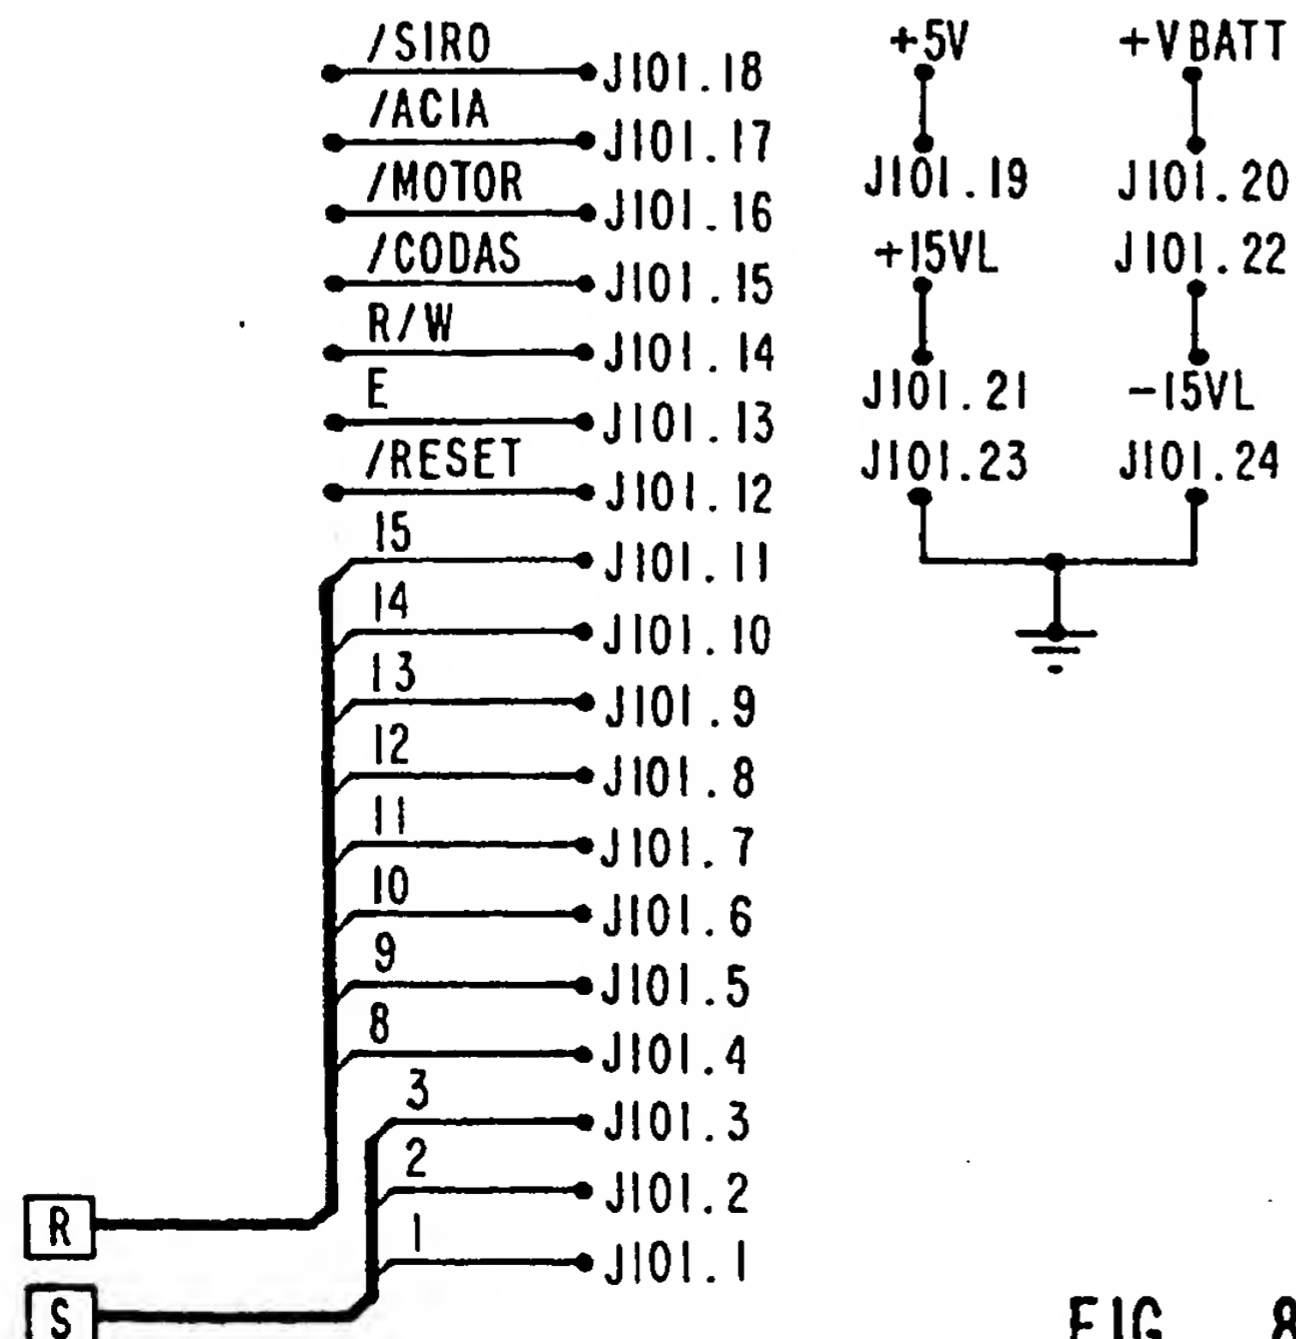 /SIRO J101.18
/ACIA J101.17
/MOTOR J101.16
/CODAS J101.15
R/W J101.14
E J101.13
/RESET J101.12
15 J101.11
14 J101.10
13 J101.9
12 J101.8
11 J101.7
10 J101.6
9 J101.5
8 J101.4
3 J101.3
2 J101.2
1 J101.1
R
S
+5V +VBATT
J101.19 J101.20
+15VL J101.22
J101.21 -15VL
J101.23 J101.24
FIG 8